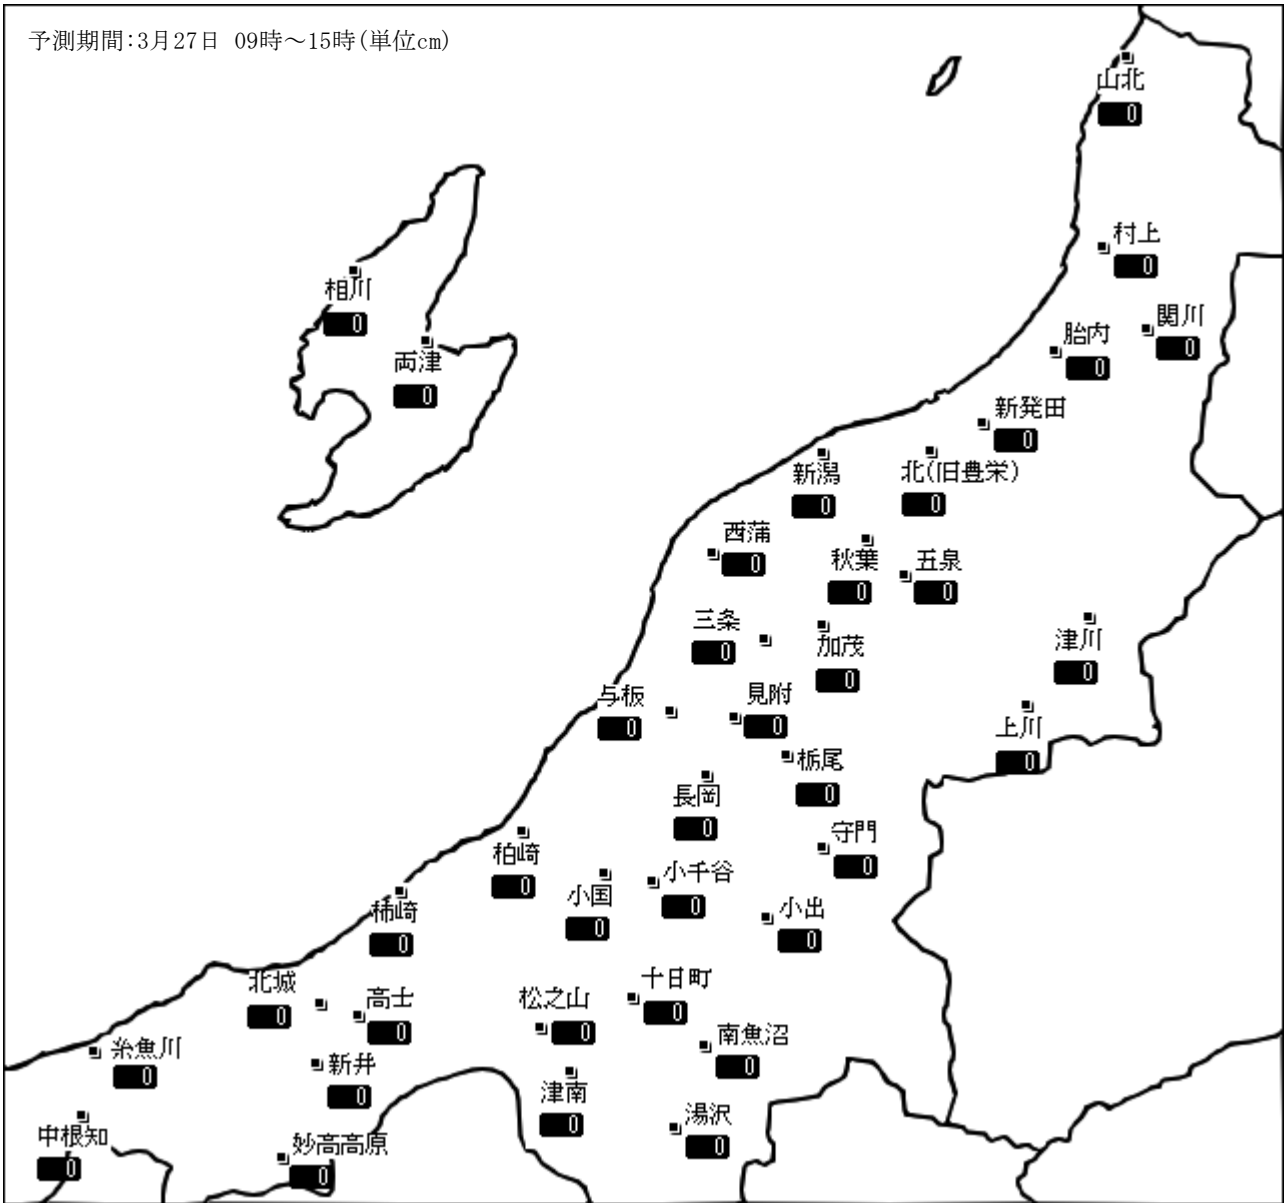 予測期間:3月27日 09時～15時(単位cm)
山北
0
村上
0
相川
0
関川
0
胎内
0
両津
0
新発田
0
新潟
0
北(旧豊栄)
0
西蒲
0
秋葉
0
五泉
0
三条
0
加茂
0
津川
0
与板
0
見附
0
上川
0
栃尾
0
長岡
0
守門
0
柏崎
0
小国
0
小千谷
0
小出
0
柿崎
0
北城
0
高士
0
松之山
0
十日町
0
南魚沼
0
糸魚川
0
新井
0
津南
0
湯沢
0
中根知
0
妙高高原
0